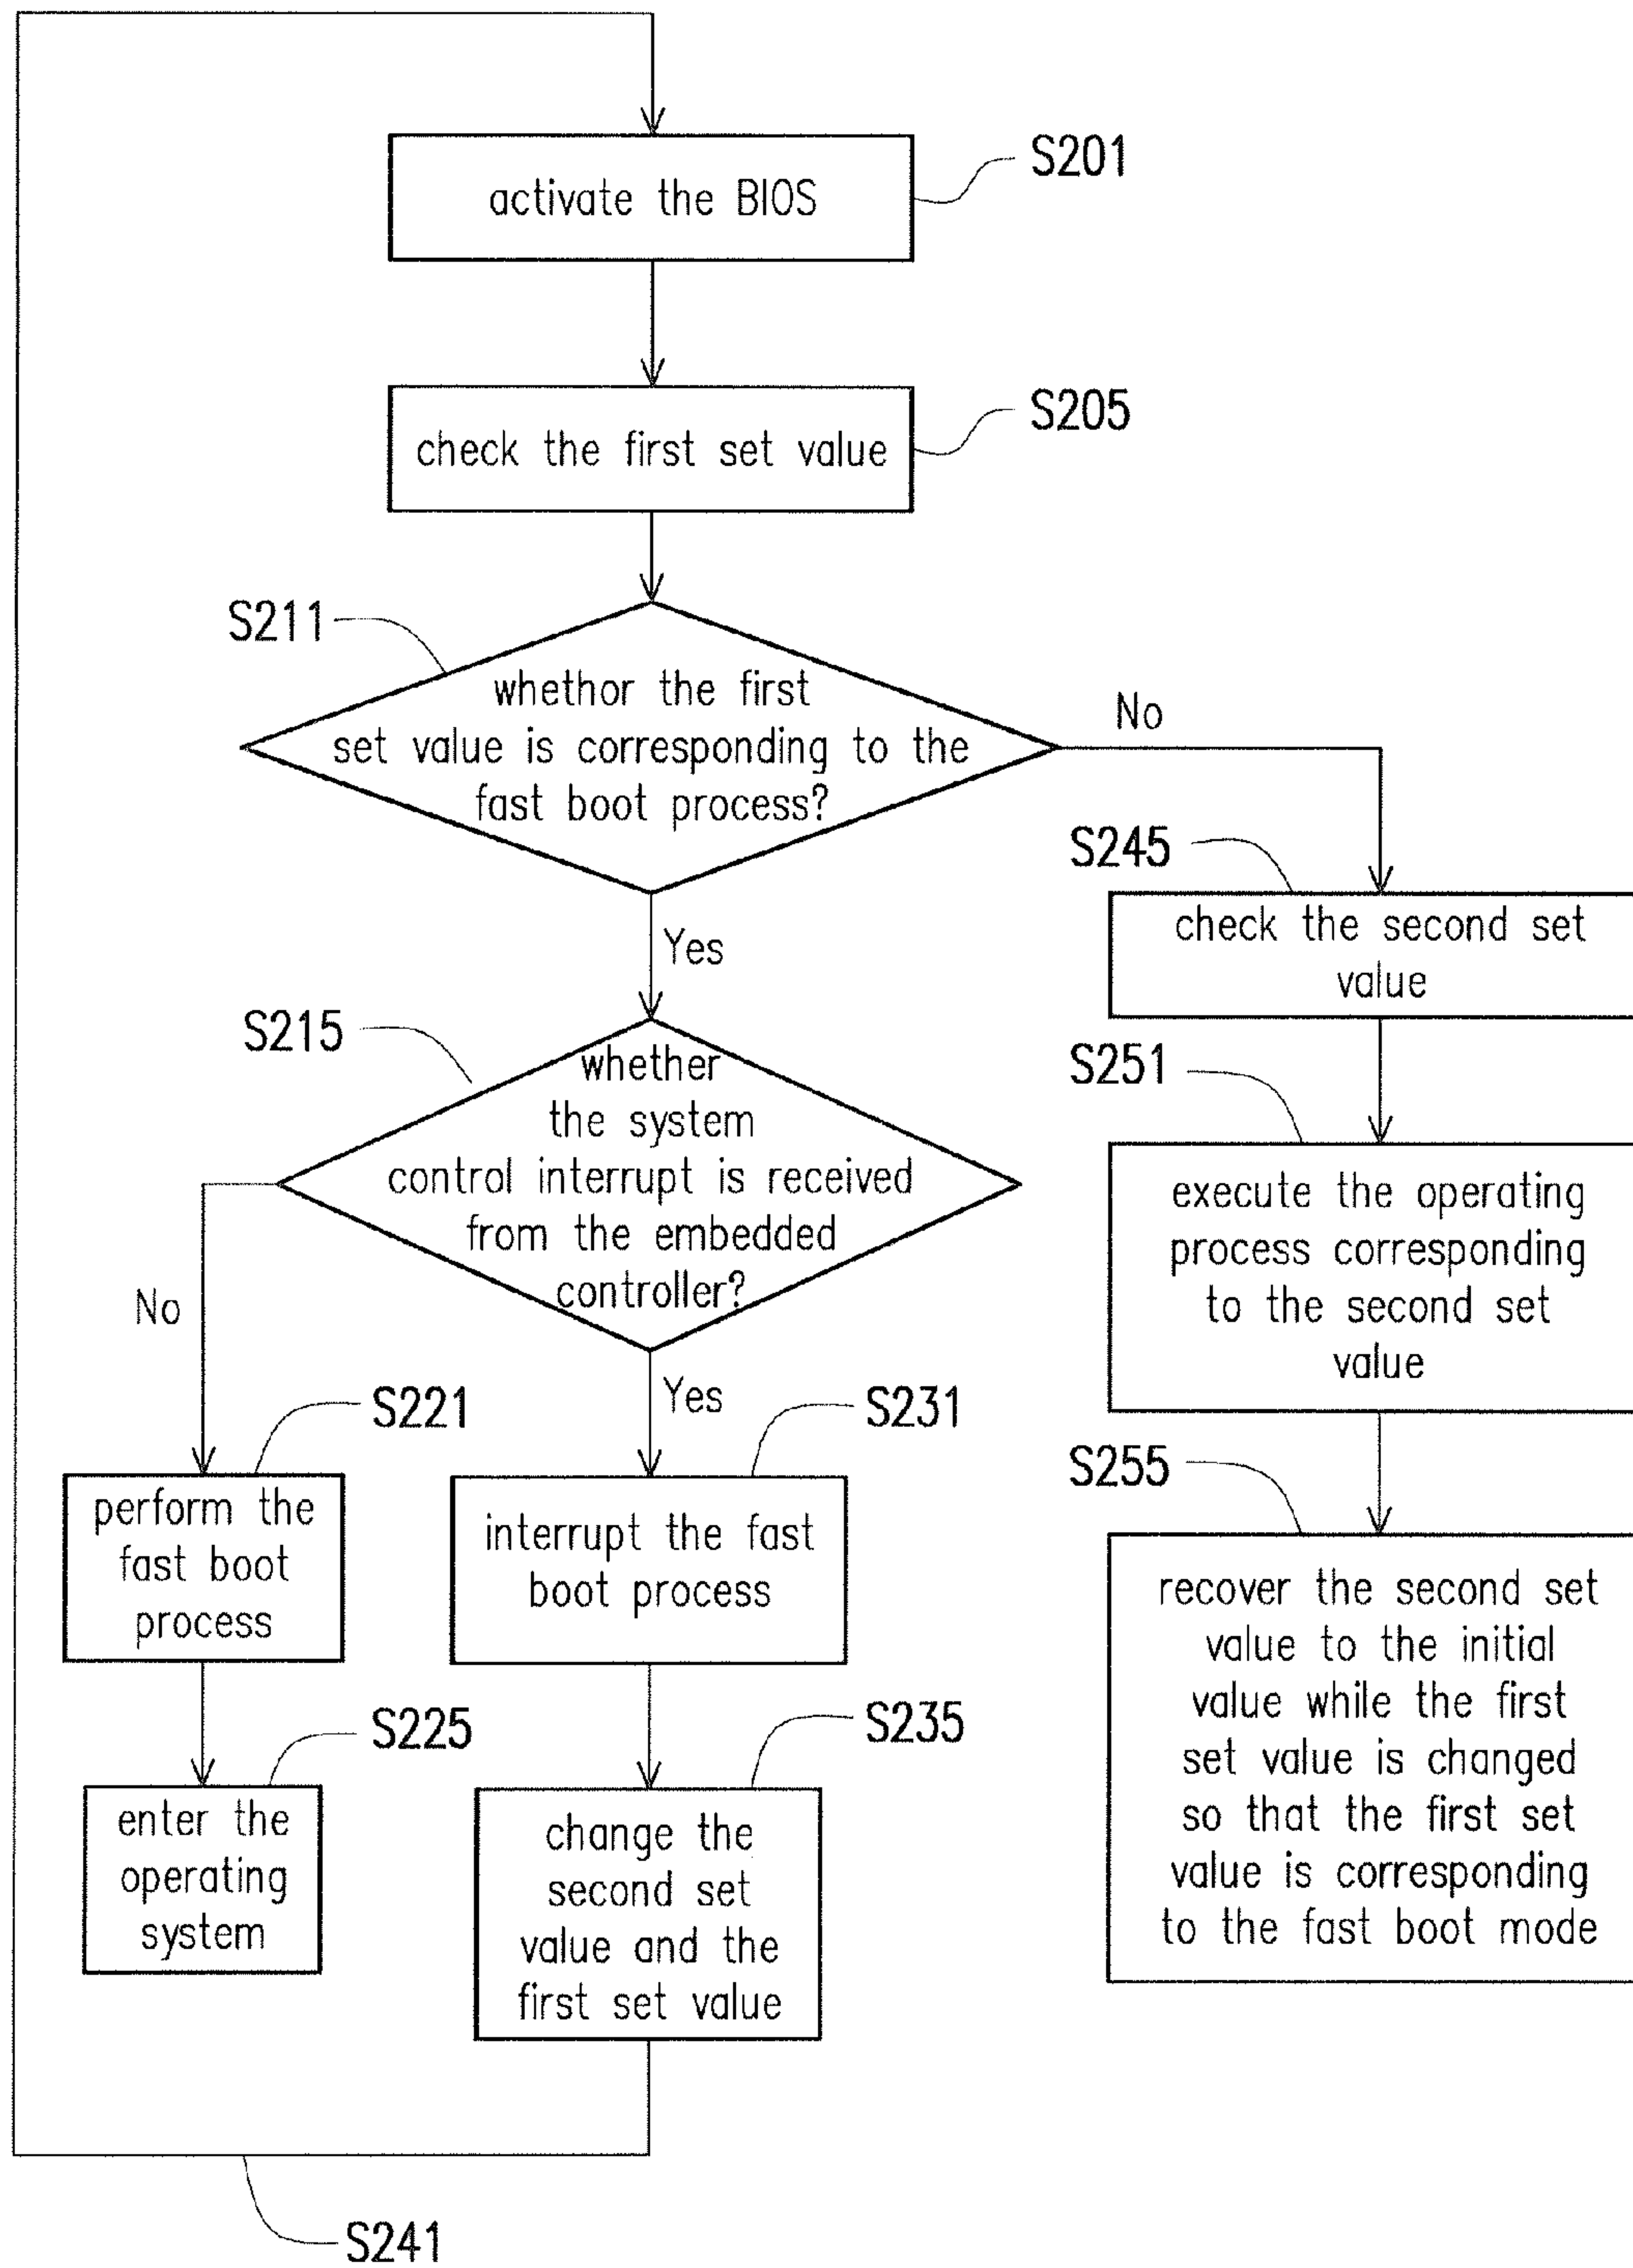 activate the BIOS
S201
check the first set value
S205
S211
whethor the first
set value is corresponding to the
fast boot process?
No
Yes
S215
whether
the system
control interrupt is received
from the embedded
controller?
No
Yes
S221
perform the
fast boot
process
S225
enter the
operating
system
S231
interrupt the fast
boot process
S235
change the
second set
value and the
first set value
S241
S245
check the second set
value
S251
execute the operating
process corresponding
to the second set
value
S255
recover the second set
value to the initial
value while the first
set value is changed
so that the first set
value is corresponding
to the fast boot mode